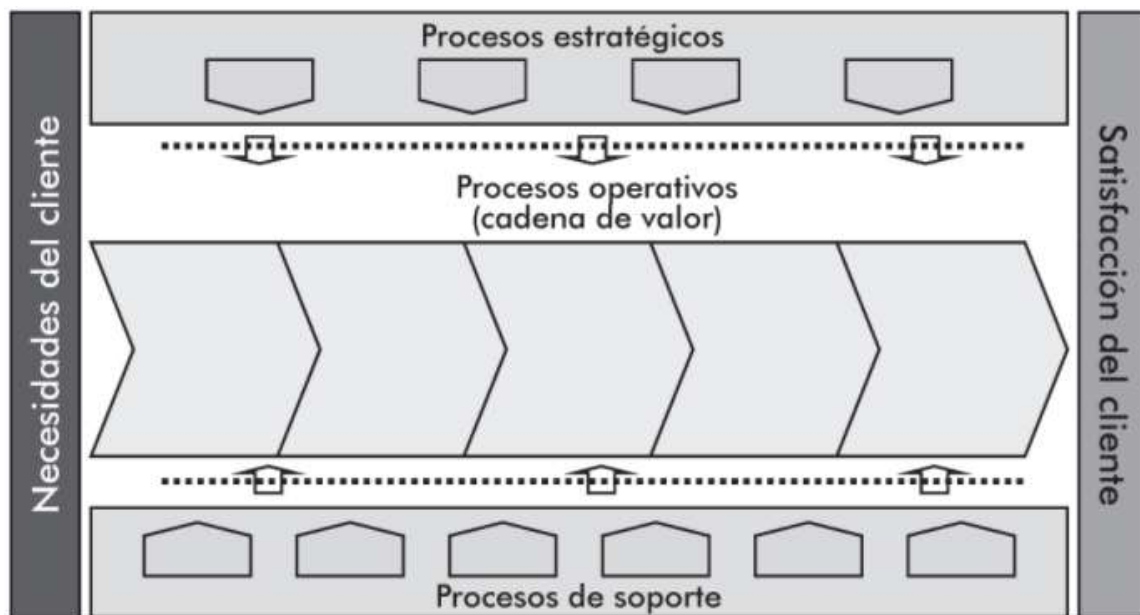 Necesidades del cliente
Procesos estratégicos
Procesos operativos
(cadena de valor)
Procesos de soporte
Satisfacción del cliente